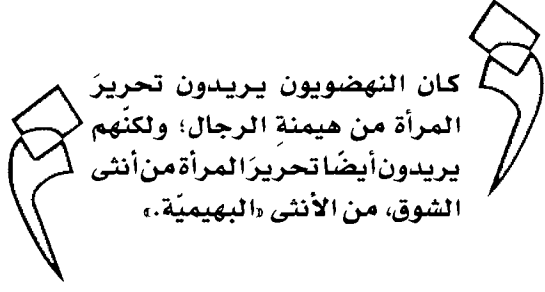 كان النهضويون يريدون تحريرَ
المرأة من هيمنةِ الرجال؛ ولكنّهم
يريدون أيضًا تحريرَ المرأة من أنثى
الشوق، من الأنثى «البهيميّة.»